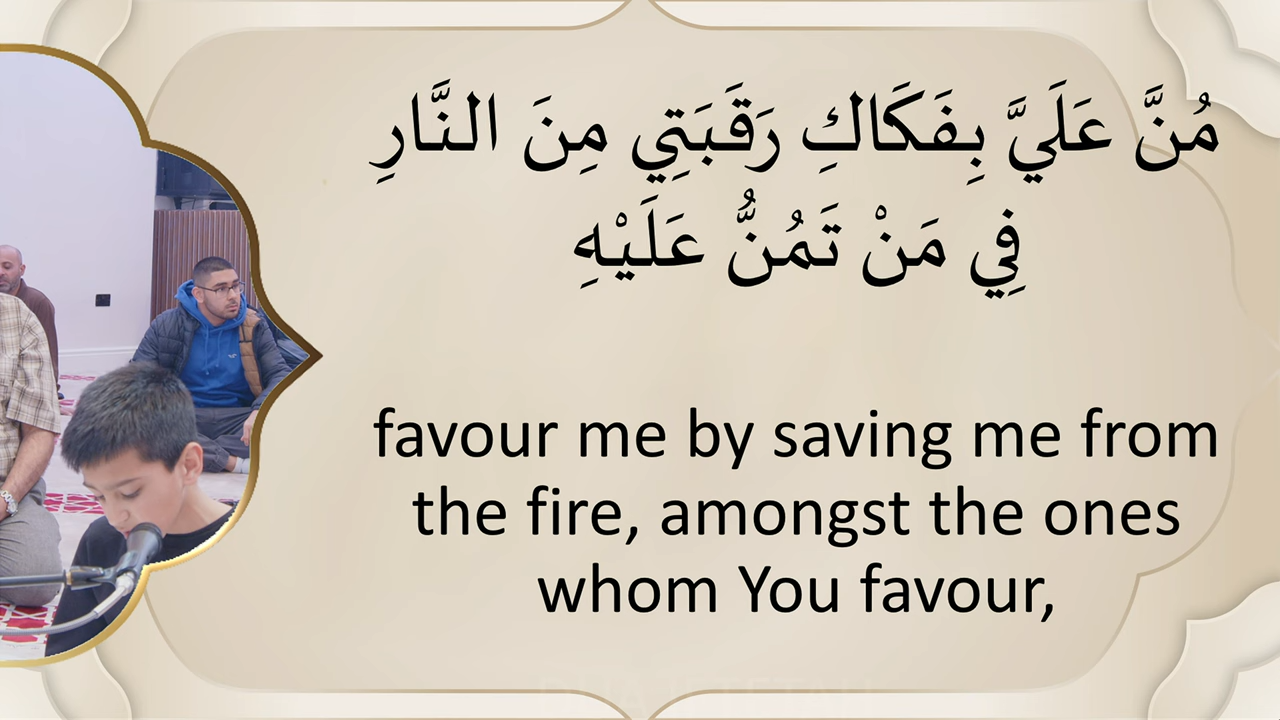 مُنَّ عَلَيَّ بِفَكَاكِ رَقَبَتِي مِنَ النَّارِ
فِي مَنْ تَمُنُّ عَلَيْهِ
favour me by saving me from
the fire, amongst the ones
whom You favour,